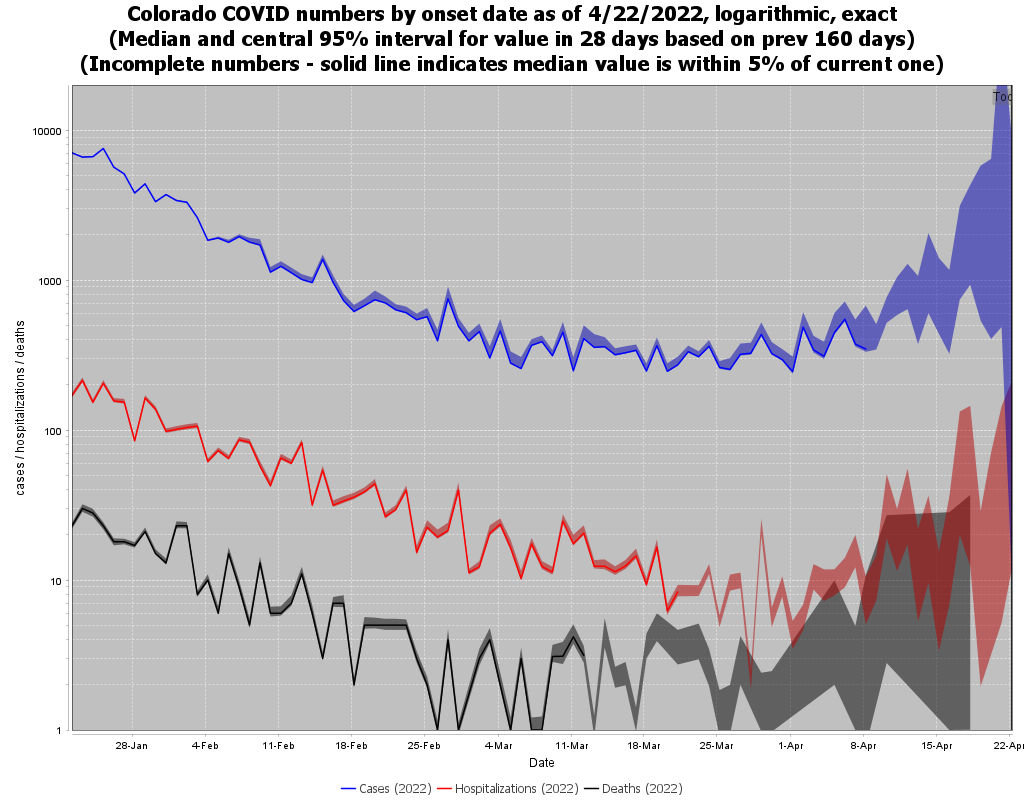 Colorado COVID numbers by onset date as of 4/22/2022, logarithmic, exact
(Median and central 95% interval for value in 28 days based on prev 160 days)
(Incomplete numbers - solid line indicates median value is within 5% of current one)
Toc
10000
1000
100
10
1
cases / hospitalizations / deaths
28-Jan 4-Feb 11-Feb 18-Feb 25-Feb 4-Mar 11-Mar 18-Mar 25-Mar 1-Apr 8-Apr 15-Apr 22-Apr
Date
Cases (2022) Hospitalizations (2022) Deaths (2022)